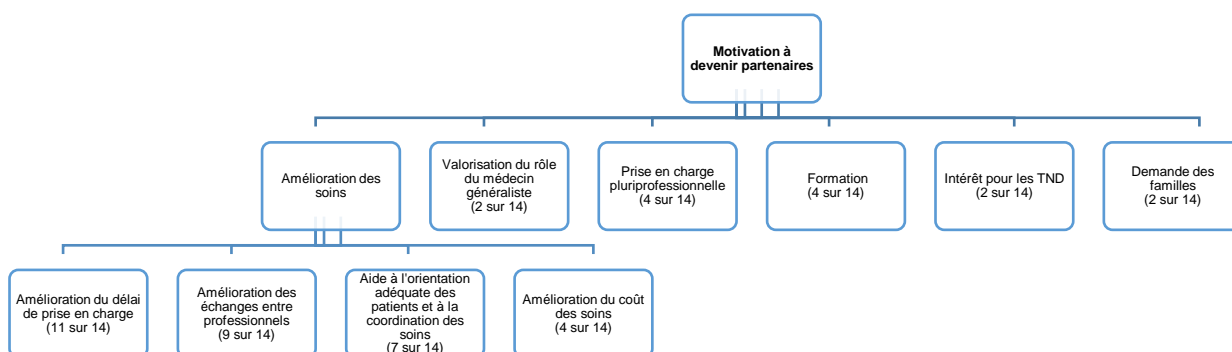 Motivation à
devenir partenaires
Amélioration des
soins
Valorisation du rôle
du médecin
généraliste
(2 sur 14)
Prise en charge
pluriprofessionnelle
(4 sur 14)
Formation
(4 sur 14)
Intérêt pour les TND
(2 sur 14)
Demande des
familles
(2 sur 14)
Amélioration du délai
de prise en charge
(11 sur 14)
Amélioration des
échanges entre
professionnels
(9 sur 14)
Aide à l'orientation
adéquate des
patients et à la
coordination des
soins
(7 sur 14)
Amélioration du coût
des soins
(4 sur 14)